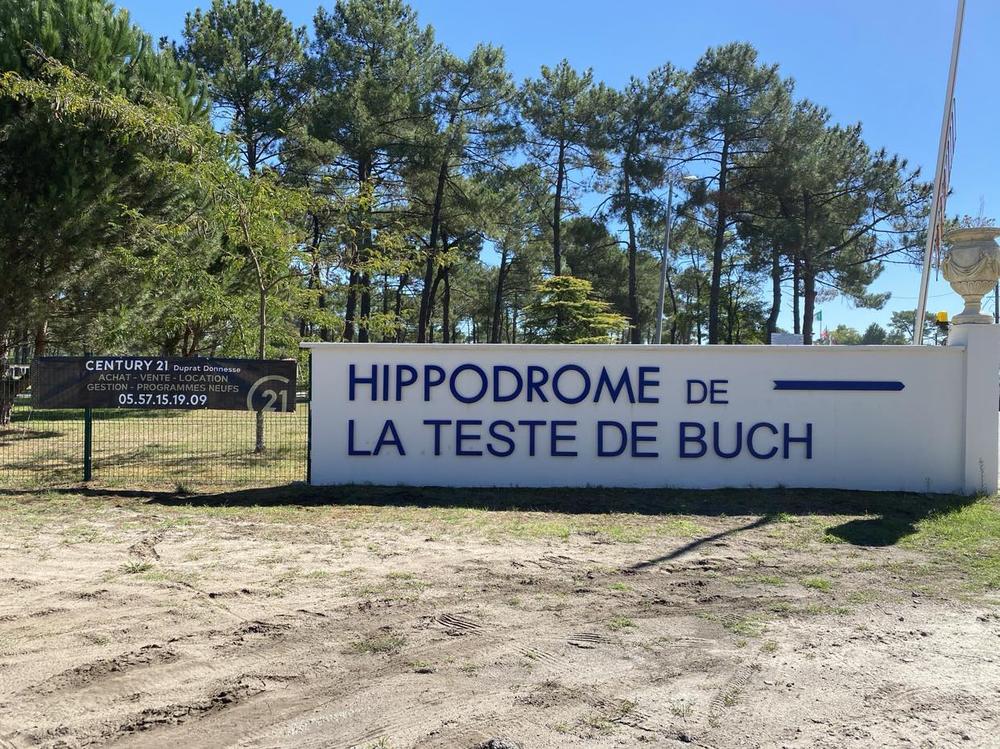 CENTURY 21 Duprat Donnesse
ACHAT - VENTE - LOCATION
GESTION - PROGRAMMES NEUFS
05.57.15.19.09
21
HIPPODROME DE
LA TESTE DE BUCH